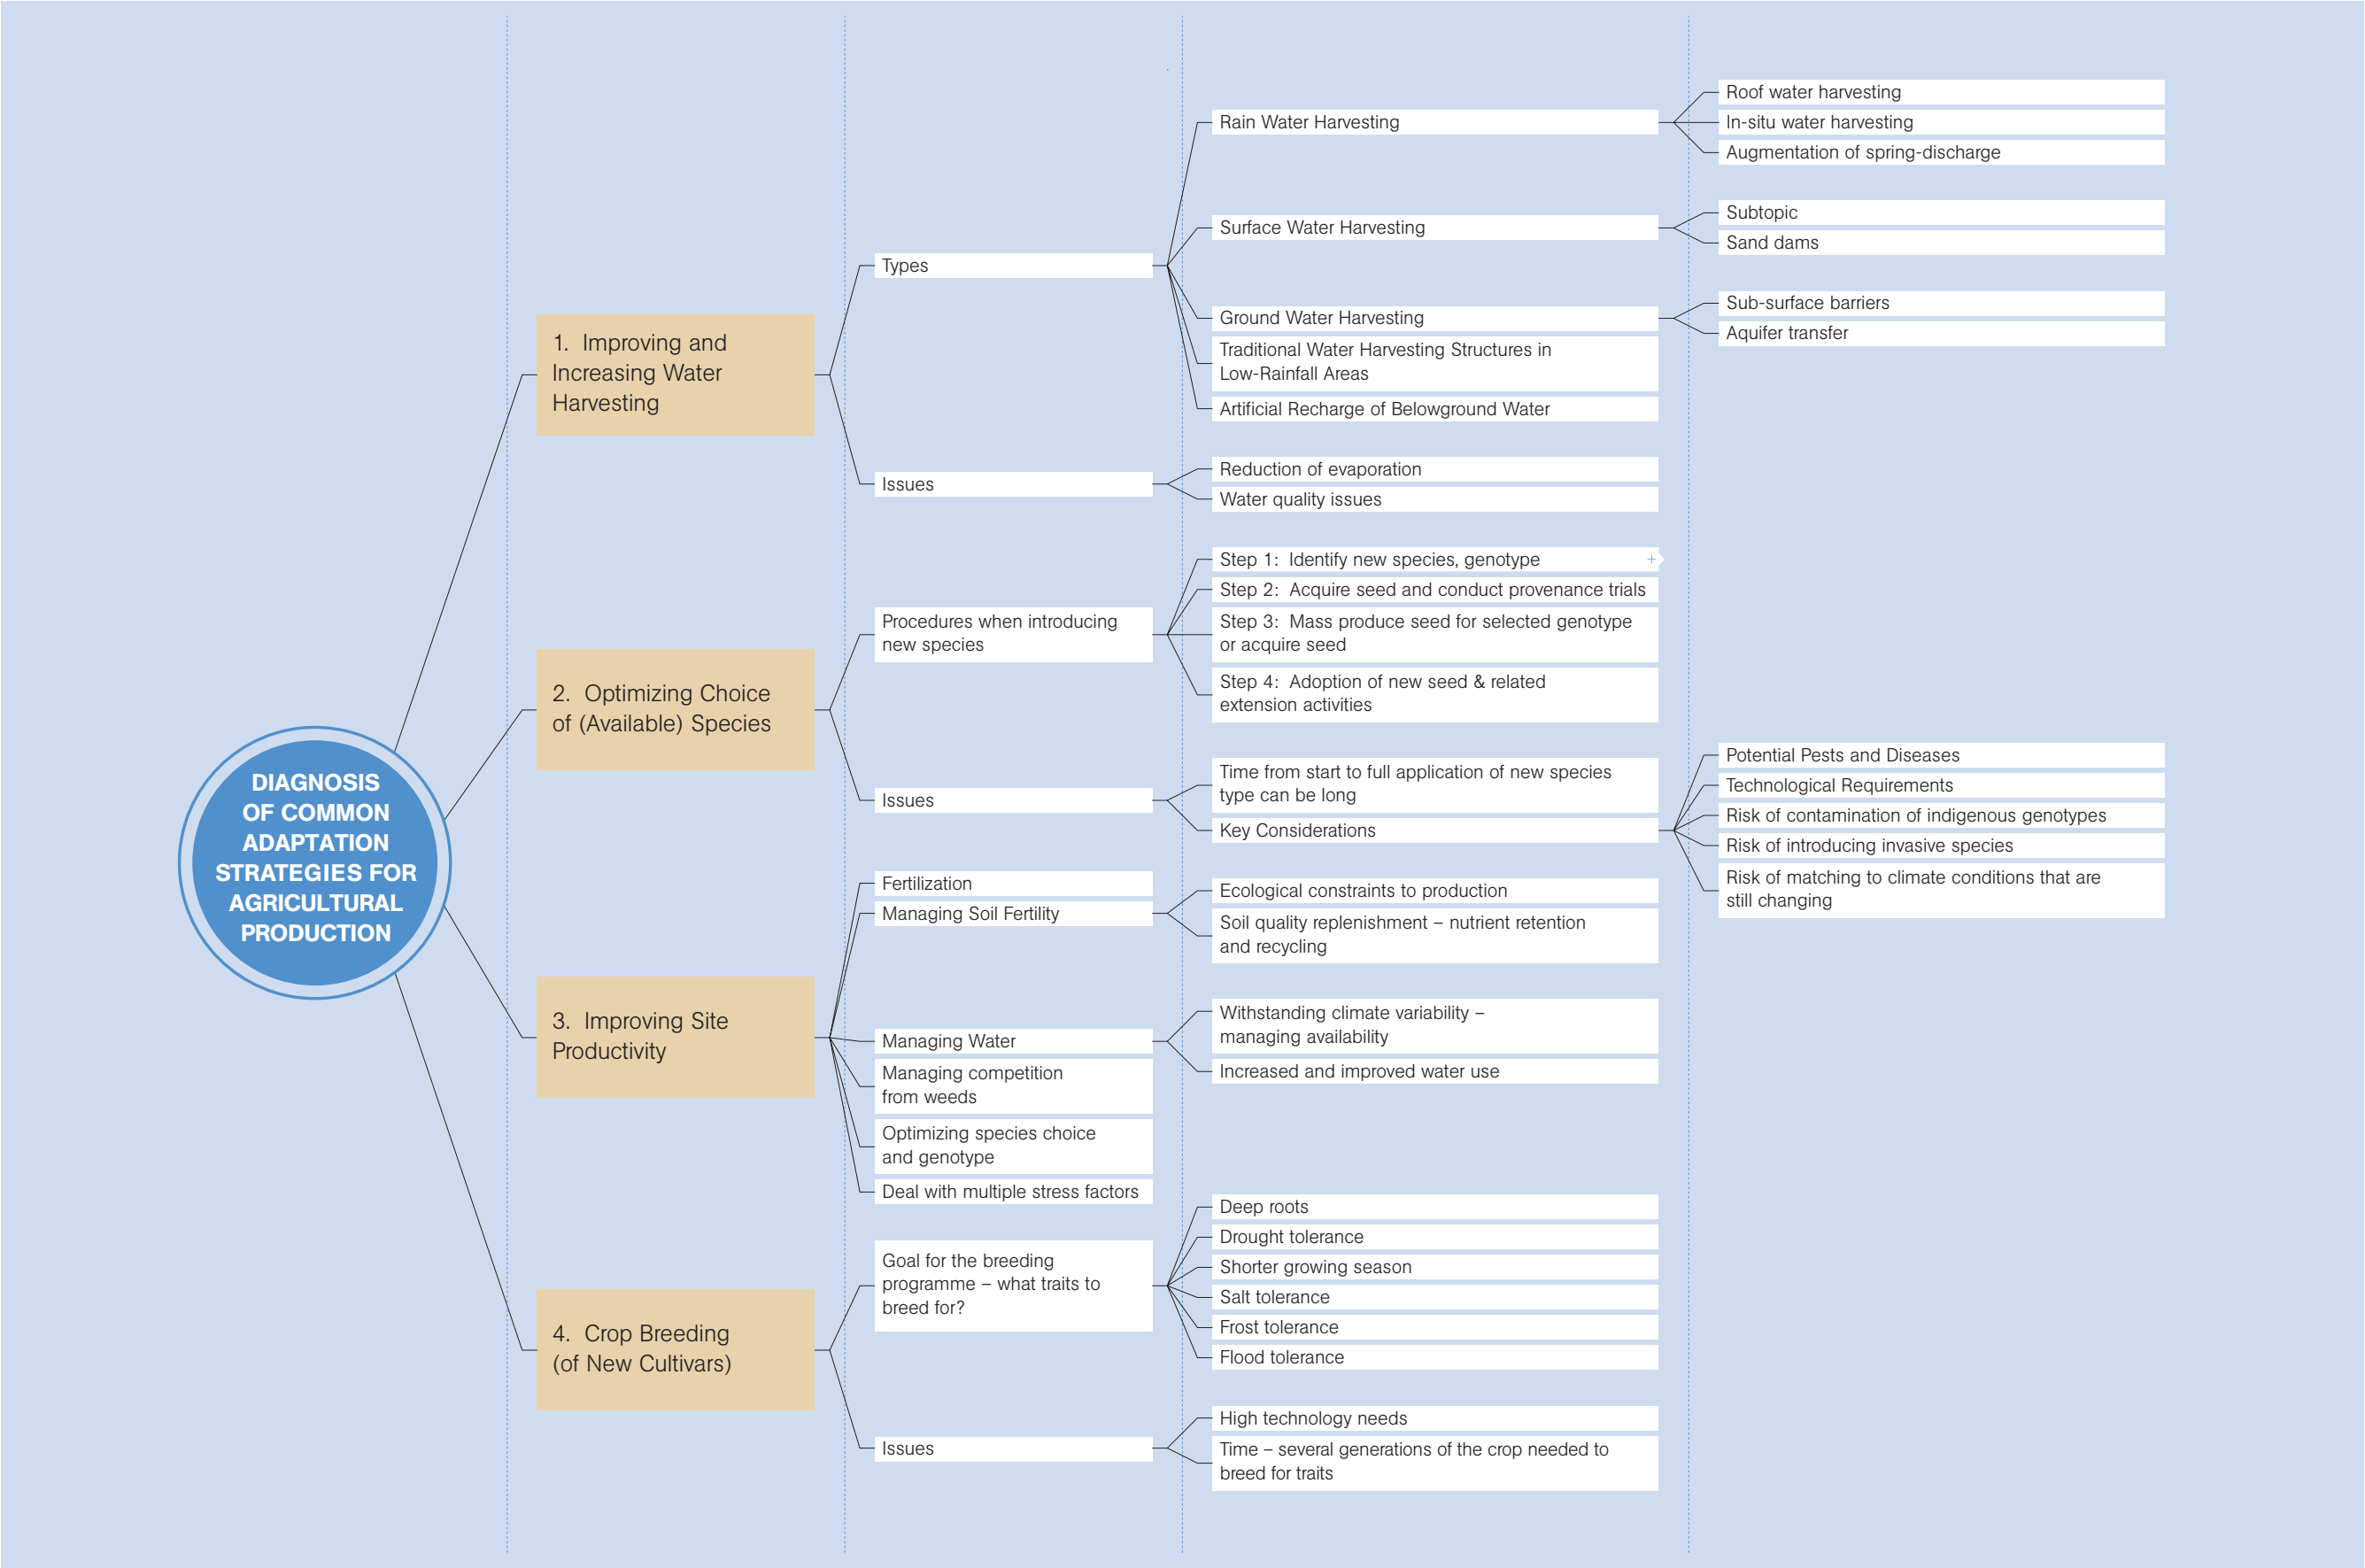 DIAGNOSIS
OF COMMON
ADAPTATION
STRATEGIES FOR
AGRICULTURAL
PRODUCTION
1. Improving and
Increasing Water
Harvesting
Types
Rain Water Harvesting
Roof water harvesting
In-situ water harvesting
Augmentation of spring-discharge
Surface Water Harvesting
Subtopic
Sand dams
Ground Water Harvesting
Sub-surface barriers
Aquifer transfer
Traditional Water Harvesting Structures in
Low-Rainfall Areas
Artificial Recharge of Belowground Water
Issues
Reduction of evaporation
Water quality issues
2. Optimizing Choice
of (Available) Species
Procedures when introducing
new species
Step 1: Identify new species, genotype
+
Step 2: Acquire seed and conduct provenance trials
Step 3: Mass produce seed for selected genotype
or acquire seed
Step 4: Adoption of new seed & related
extension activities
Issues
Time from start to full application of new species
type can be long
Key Considerations
Potential Pests and Diseases
Technological Requirements
Risk of contamination of indigenous genotypes
Risk of introducing invasive species
Risk of matching to climate conditions that are
still changing
3. Improving Site
Productivity
Fertilization
Managing Soil Fertility
Ecological constraints to production
Soil quality replenishment – nutrient retention
and recycling
Managing Water
Withstanding climate variability –
managing availability
Increased and improved water use
Managing competition
from weeds
Optimizing species choice
and genotype
Deal with multiple stress factors
4. Crop Breeding
(of New Cultivars)
Goal for the breeding
programme – what traits to
breed for?
Deep roots
Drought tolerance
Shorter growing season
Salt tolerance
Frost tolerance
Flood tolerance
Issues
High technology needs
Time – several generations of the crop needed to
breed for traits